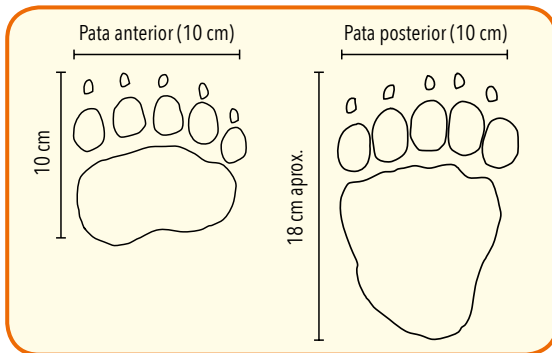 Pata anterior (10 cm)
10 cm
Pata posterior (10 cm)
18 cm aprox.